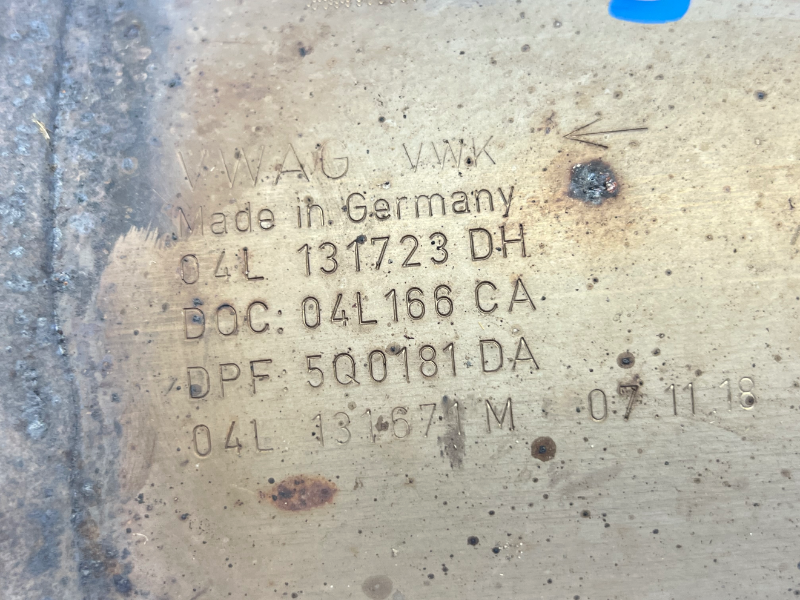 VWAG VWK
Made in Germany
04L 131723 DH
DOC: 04L166 CA
DPF: 5Q0181 DA
04L 131671 M 07.11.18